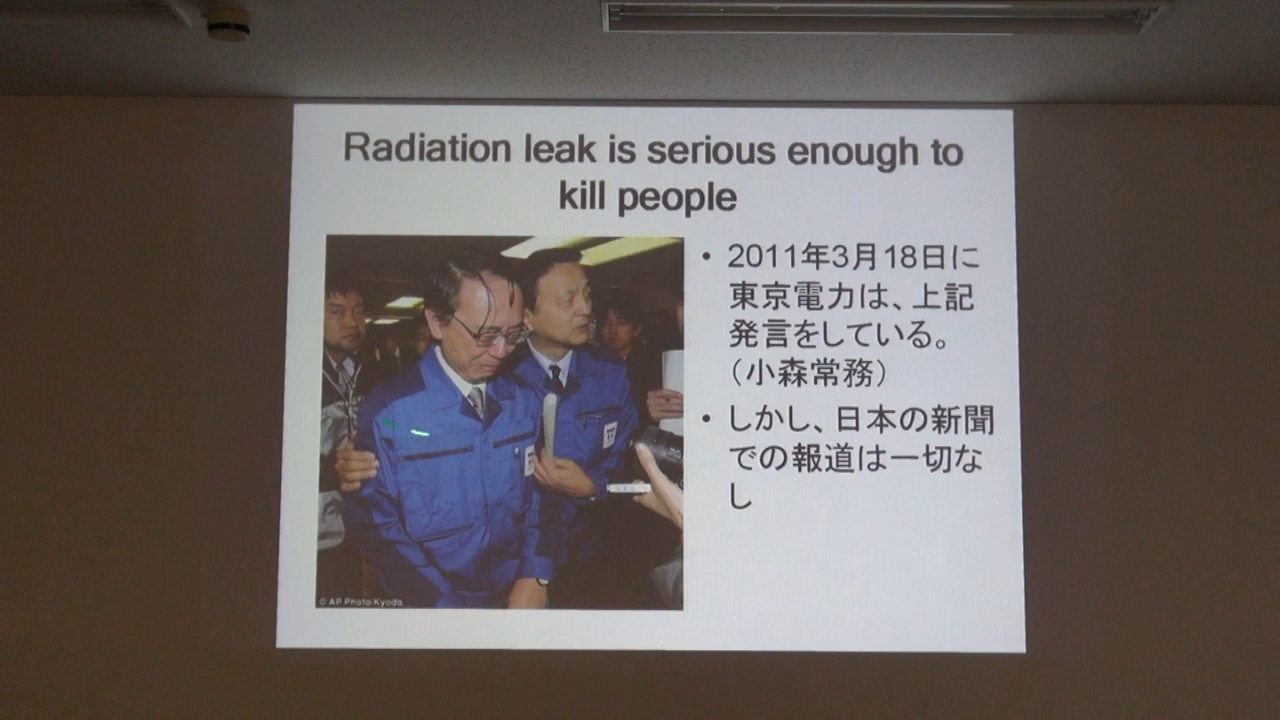 Radiation leak is serious enough to
kill people
• 2011年3月18日に
東京電力は、上記
発言をしている。
（小森常務）
• しかし、日本の新聞
での報道は一切な
し
© AP Photo/Kyodo